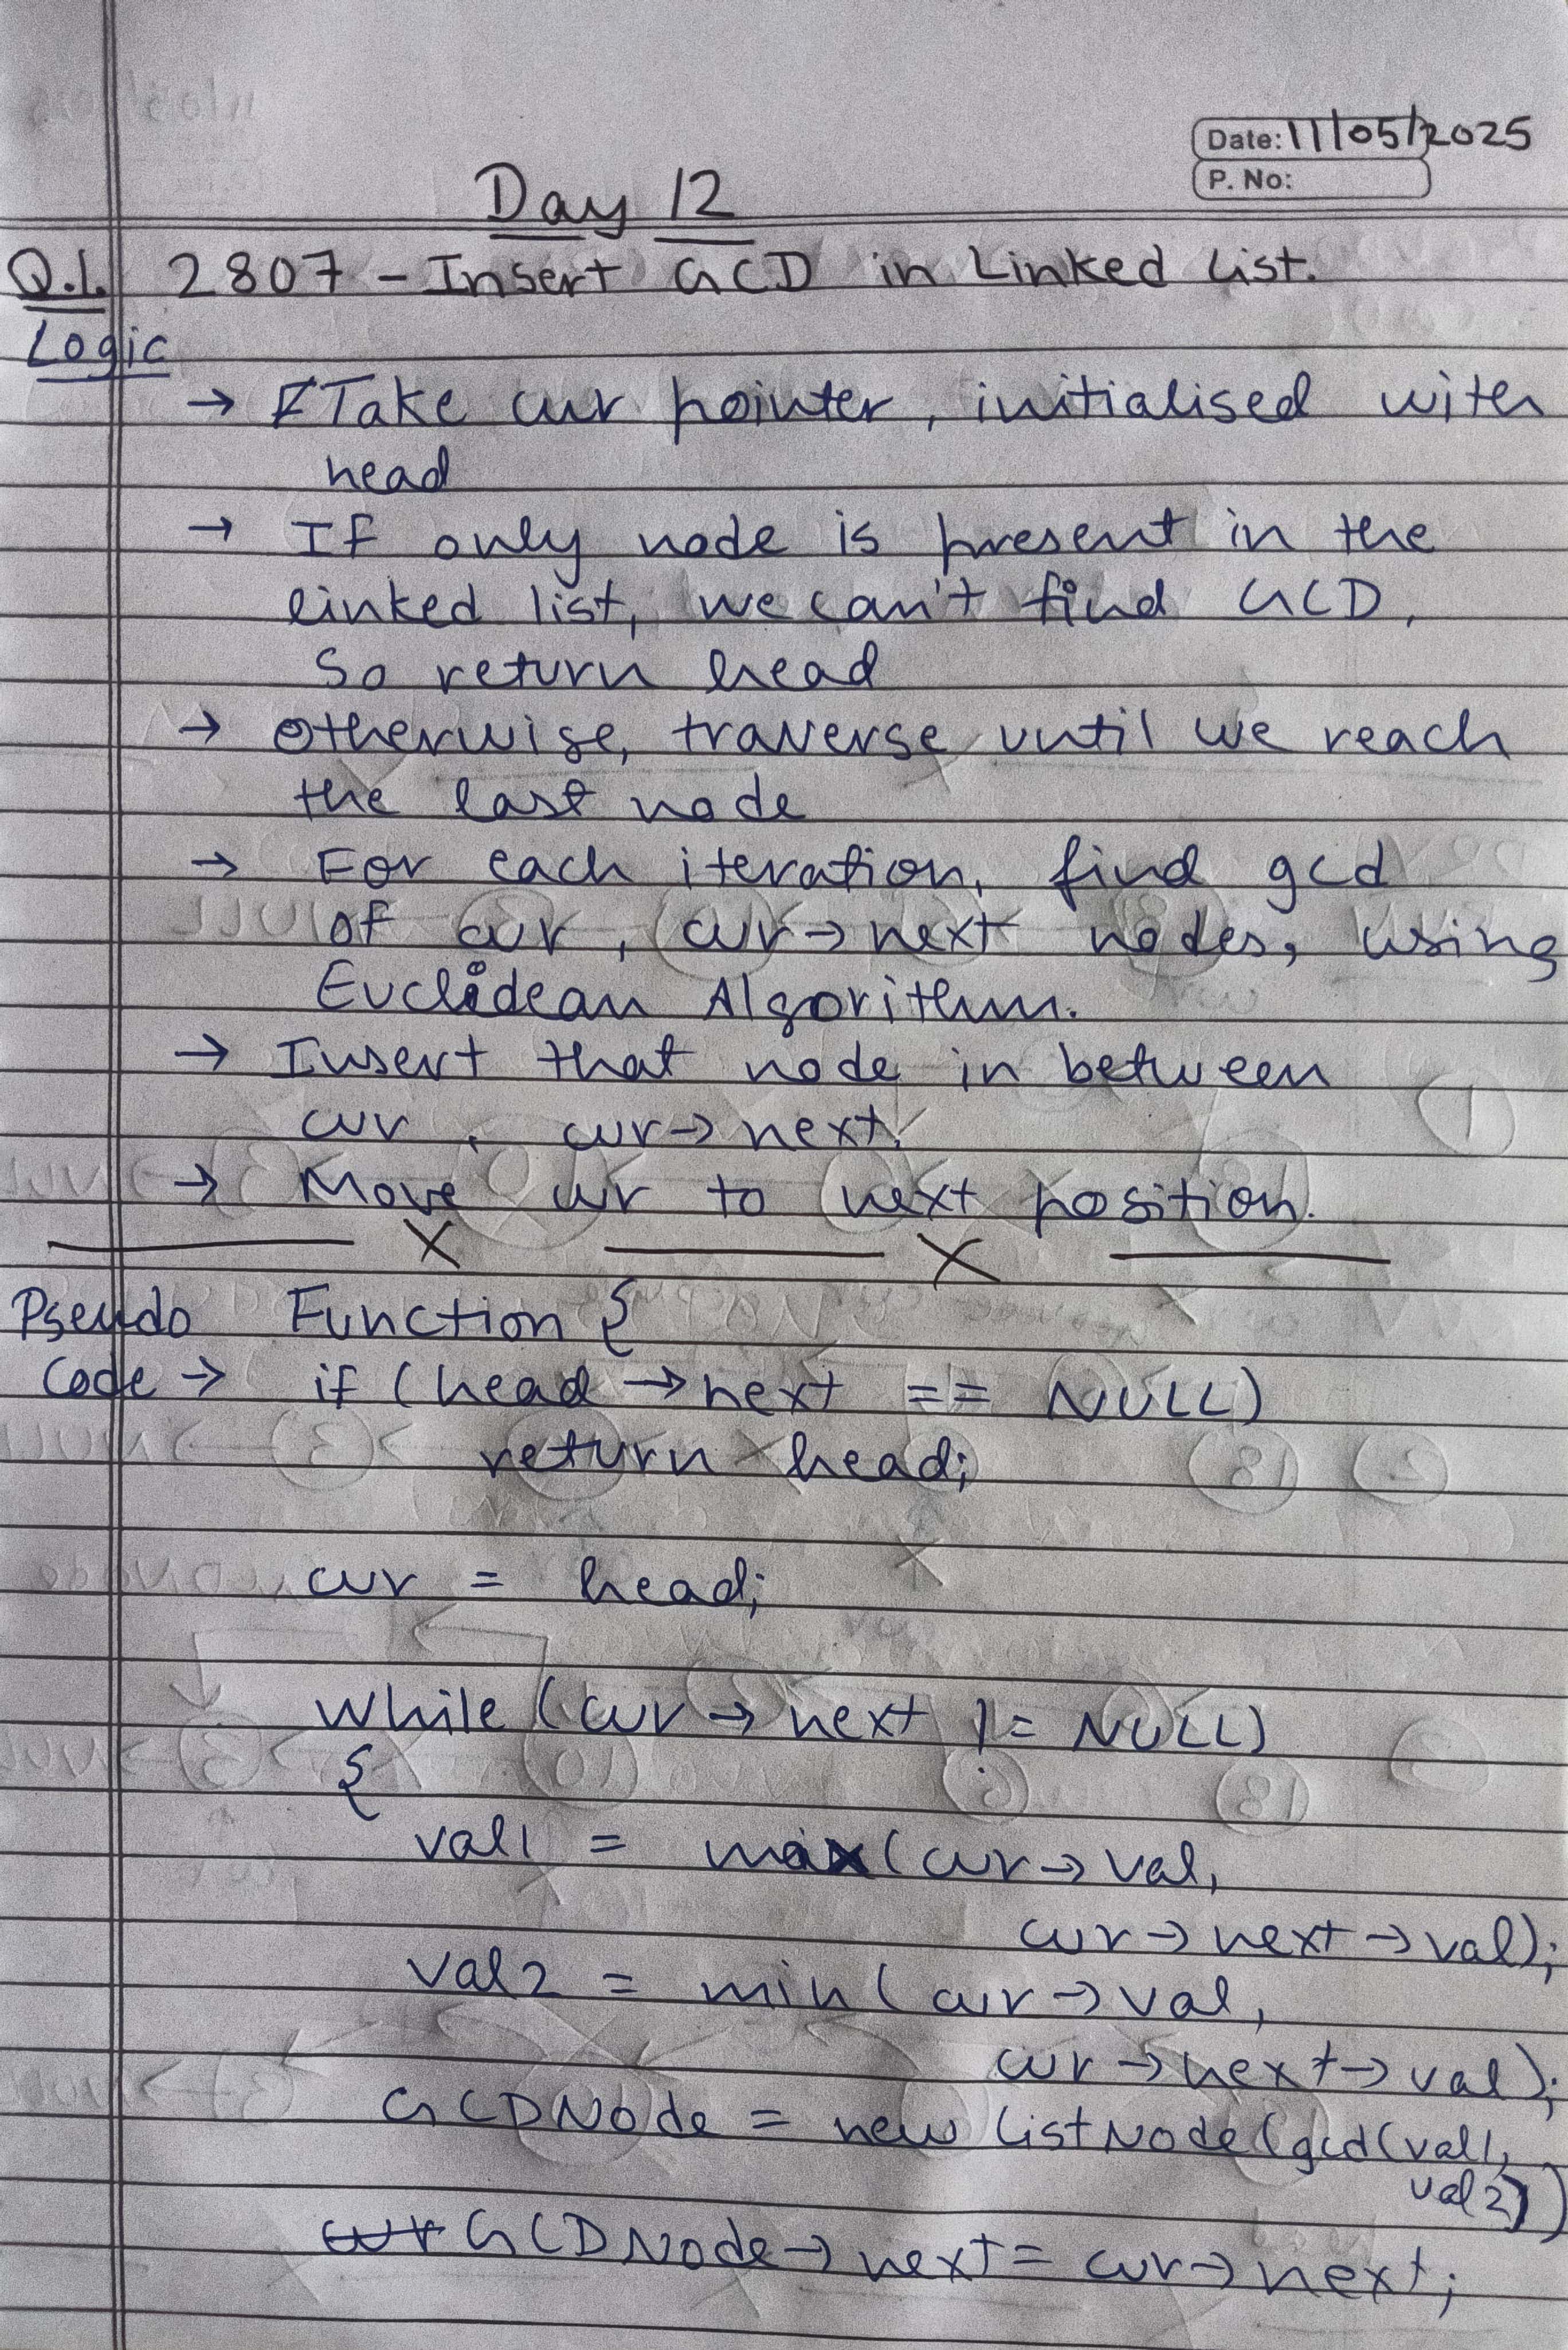 Date: 11/05/2025
P. No:
Day 12
Q.1. 2807 - Insert GCD in Linked List.
Logic
→ Take cur pointer, initialised with
head
→ If only node is present in the
linked list, we can't find GCD,
So return head
→ Otherwise, traverse until we reach
the last node
→ For each iteration, find gcd
of cur, cur→next nodes, using
Euclidean Algorithm.
→ Insert that node in between
cur, cur→next.
→ Move cur to next position.
Pseudo Function {
Code → if (head → next == NULL)
return head;
cur = head;
while (cur → next != NULL)
{
val1 = max(cur→val,
cur→next→val);
val2 = min(cur→val,
cur→next→val);
GCDNode = new ListNode(gcd(val1,
val2))
cur GCDNode→next = cur→next;